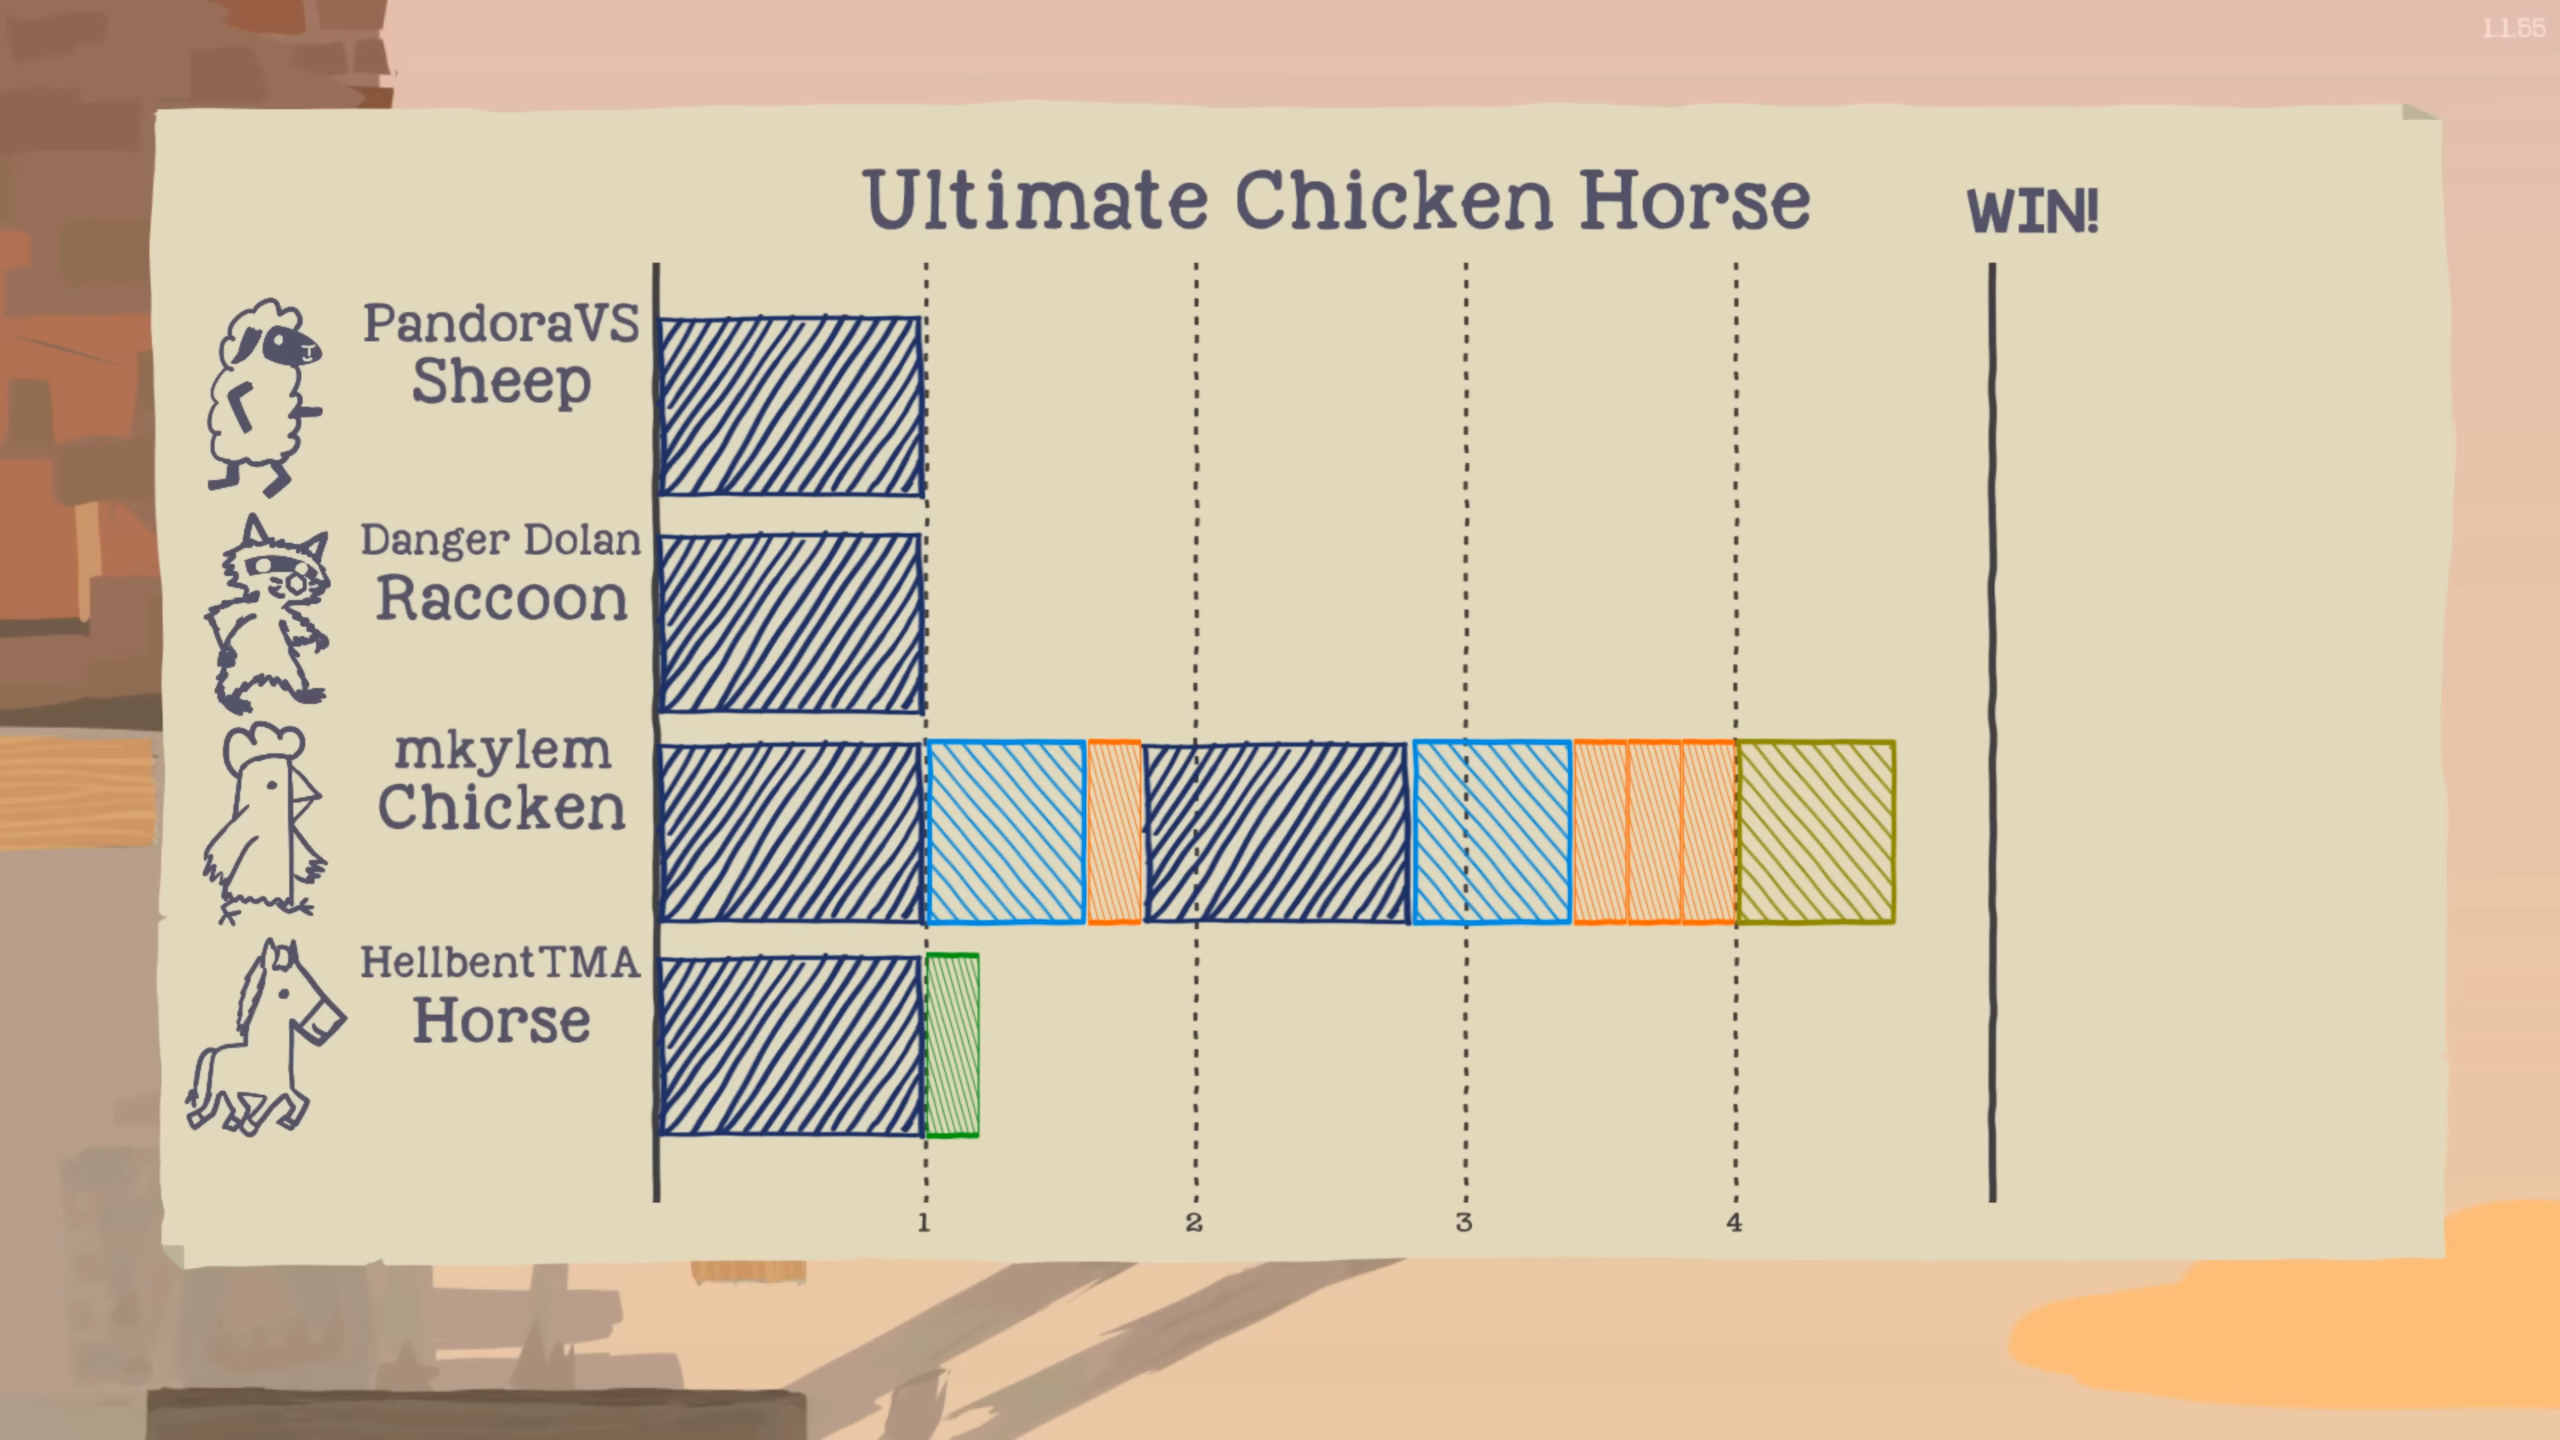 1.1.55
Ultimate Chicken Horse
WIN!
PandoraVS
Sheep
Danger Dolan
Raccoon
mkylem
Chicken
HellbentTMA
Horse
1 2 3 4